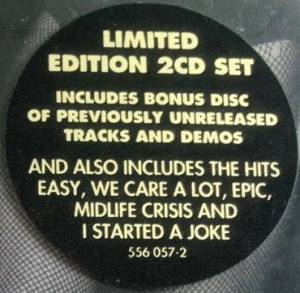 LIMITED
EDITION 2CD SET
INCLUDES BONUS DISC
OF PREVIOUSLY UNRELEASED
TRACKS AND DEMOS
AND ALSO INCLUDES THE HITS
EASY, WE CARE A LOT, EPIC,
MIDLIFE CRISIS AND
I STARTED A JOKE
556 057-2